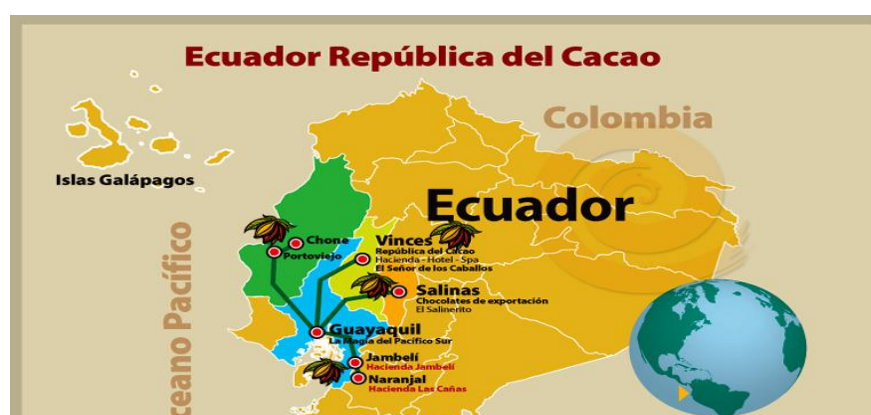 Ecuador República del Cacao
Colombia
Islas Galápagos
Ecuador
ceano Pacífico
Chone
Portoviejo
Vinces
República del Cacao
Hacienda - Hotel - Spa
El Señor de los Caballos
Salinas
Chocolates de exportación
El Salinerito
Guayaquil
La Magia del Pacífico Sur
Jambelí
Hacienda Jambelí
Naranjal
Hacienda Las Cañas